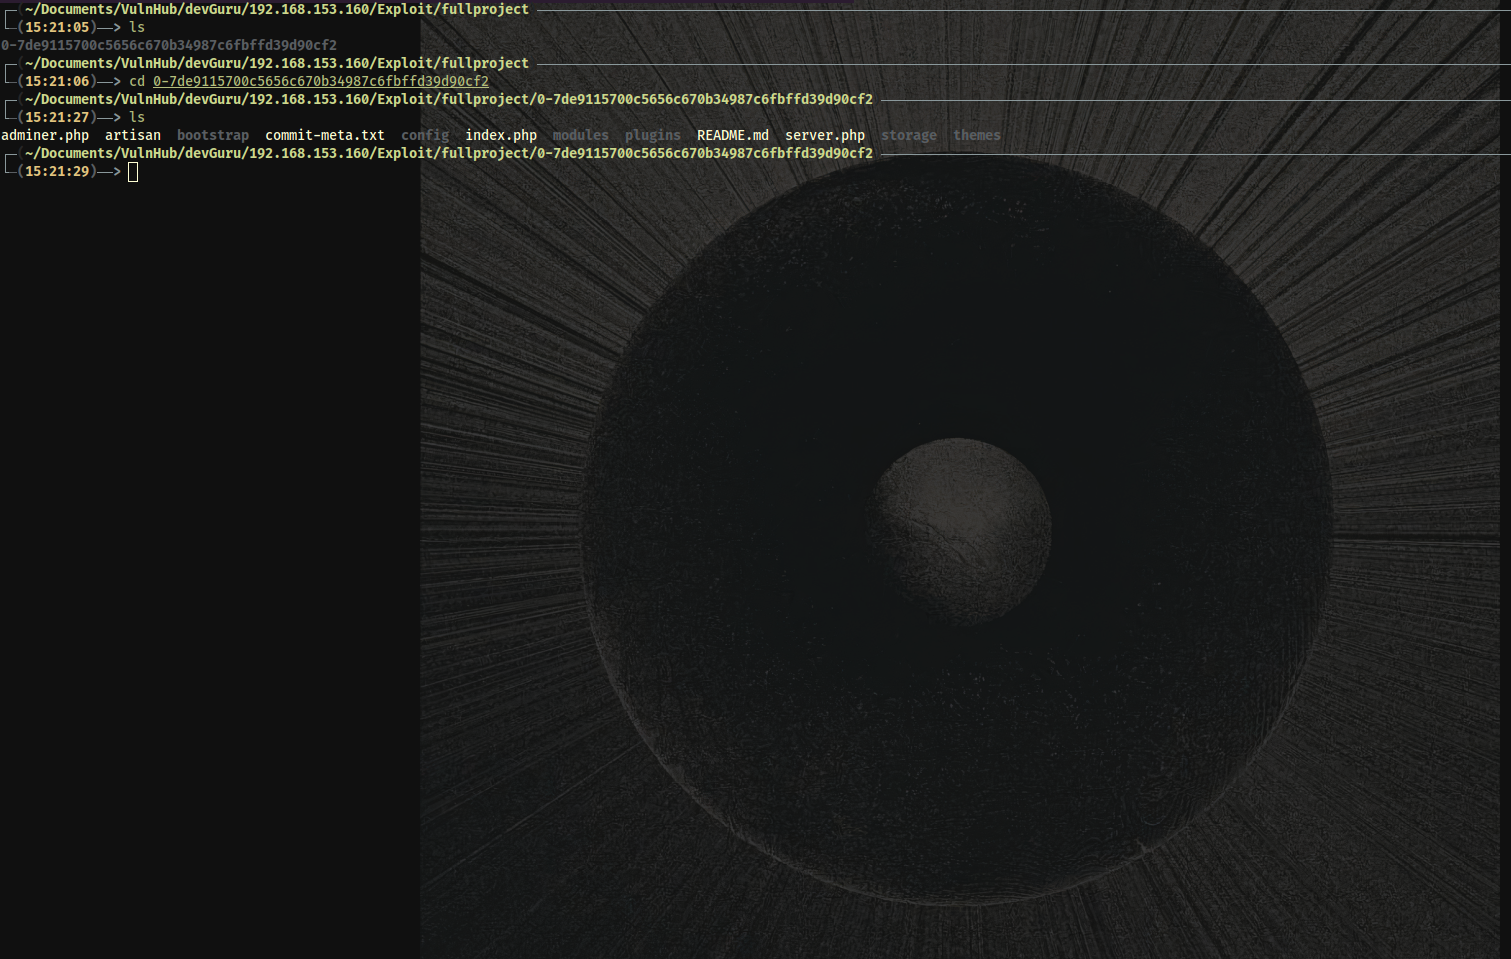 ~/Documents/VulnHub/devGuru/192.168.153.160/Exploit/fullproject
(15:21:05)——> ls
0-7de9115700c5656c670b34987c6fbffd39d90cf2
~/Documents/VulnHub/devGuru/192.168.153.160/Exploit/fullproject
(15:21:06)——> cd 0-7de9115700c5656c670b34987c6fbffd39d90cf2
~/Documents/VulnHub/devGuru/192.168.153.160/Exploit/fullproject/0-7de9115700c5656c670b34987c6fbffd39d90cf2
(15:21:27)——> ls
adminer.php  artisan  bootstrap  commit-meta.txt  config  index.php  modules  plugins  README.md  server.php  storage  themes
~/Documents/VulnHub/devGuru/192.168.153.160/Exploit/fullproject/0-7de9115700c5656c670b34987c6fbffd39d90cf2
(15:21:29)——>